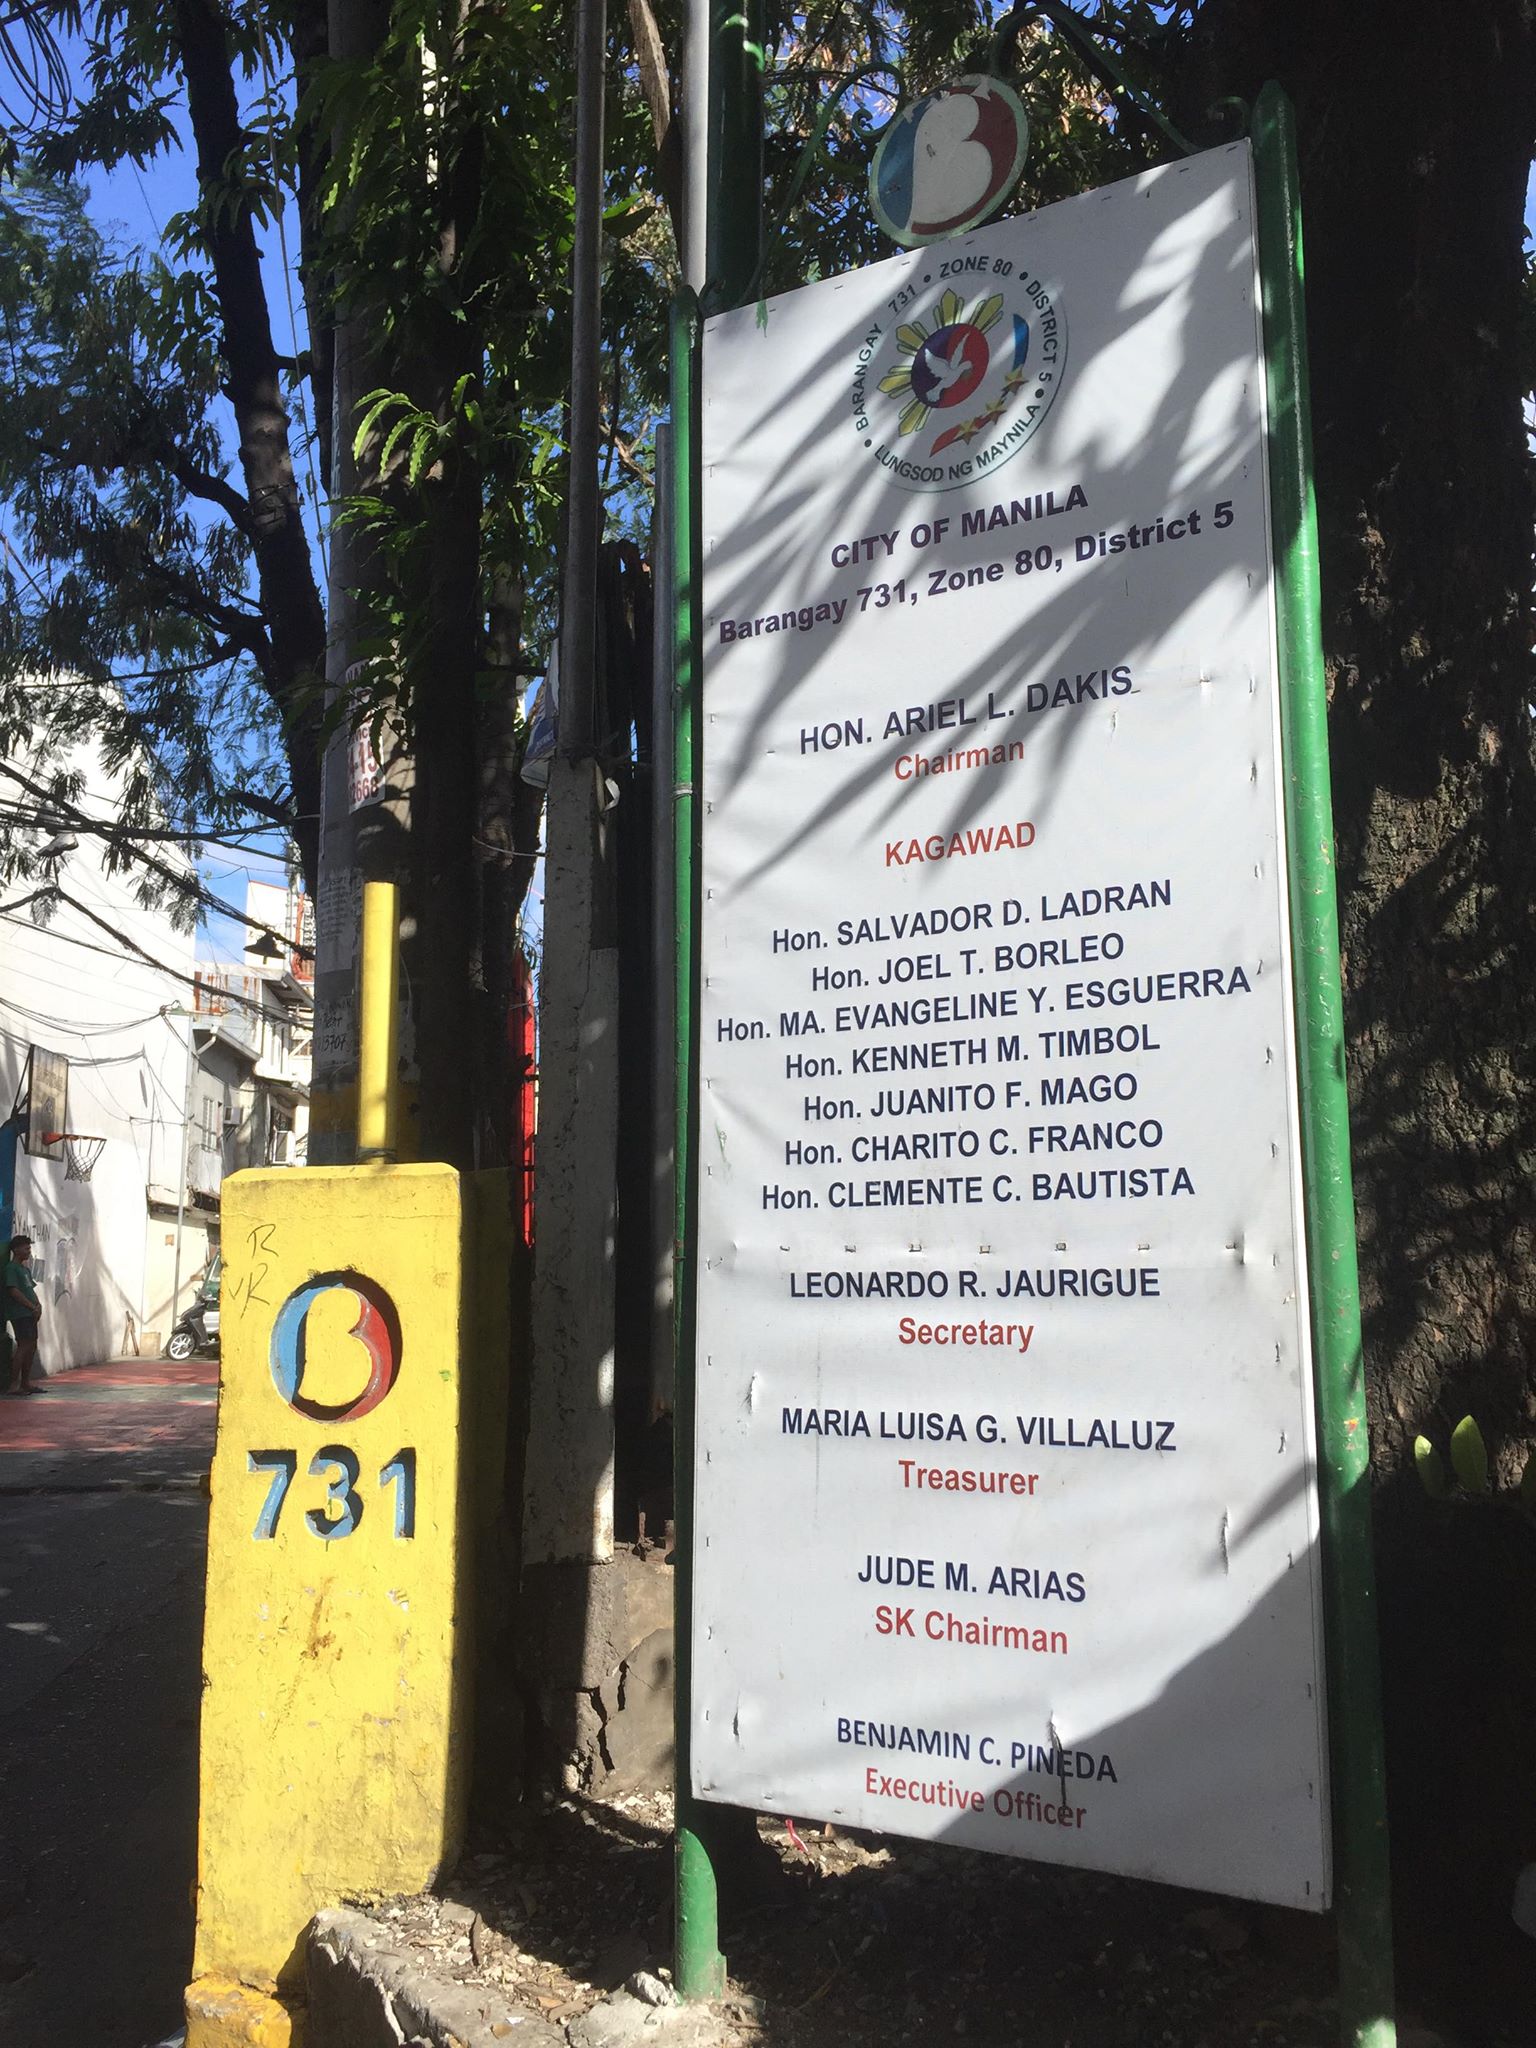 BARANGAY 731 • ZONE 80 • DISTRICT 5 • LUNGSOD NG MAYNILA •
CITY OF MANILA
Barangay 731, Zone 80, District 5
HON. ARIEL L. DAKIS
Chairman
KAGAWAD
Hon. SALVADOR D. LADRAN
Hon. JOEL T. BORLEO
Hon. MA. EVANGELINE Y. ESGUERRA
Hon. KENNETH M. TIMBOL
Hon. JUANITO F. MAGO
Hon. CHARITO C. FRANCO
Hon. CLEMENTE C. BAUTISTA
LEONARDO R. JAURIGUE
Secretary
MARIA LUISA G. VILLALUZ
Treasurer
JUDE M. ARIAS
SK Chairman
BENJAMIN C. PINEDA
Executive Officer
B
731